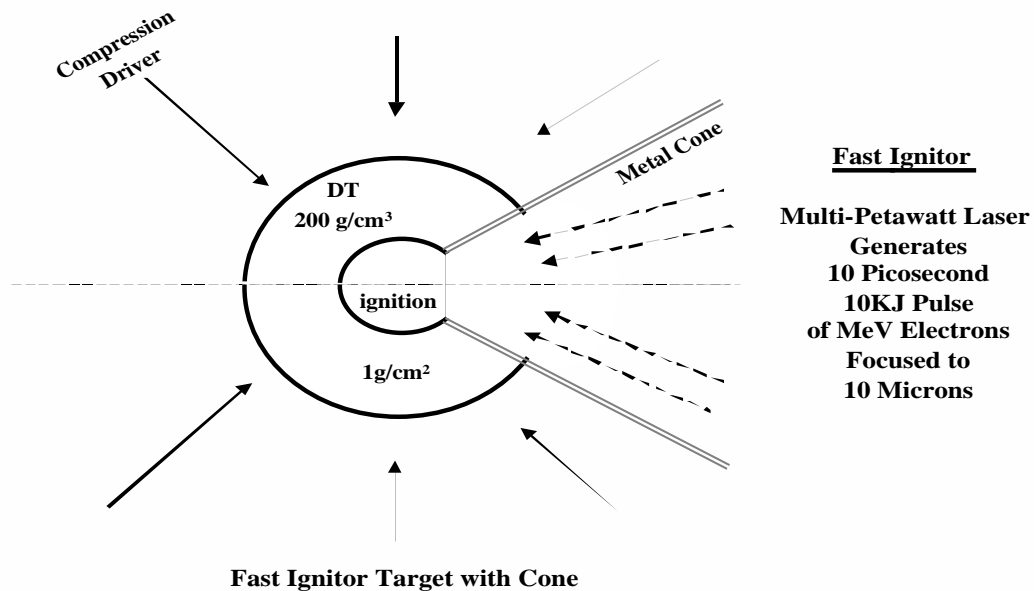 Compression
Driver
Metal Cone
DT
200 g/cm³
ignition
1g/cm²
Fast Ignitor
Multi-Petawatt Laser
Generates
10 Picosecond
10KJ Pulse
of MeV Electrons
Focused to
10 Microns
Fast Ignitor Target with Cone